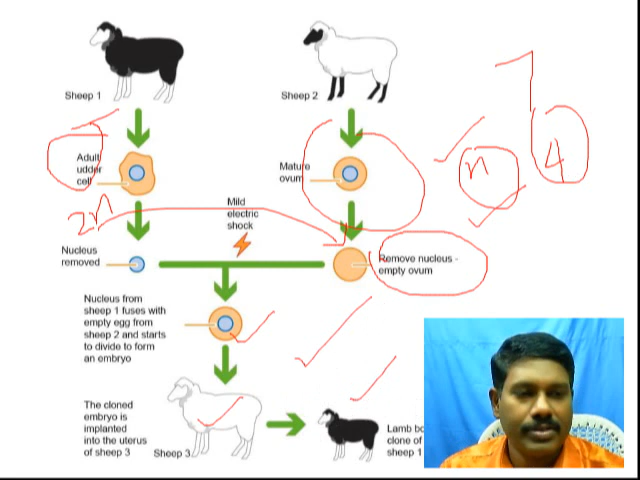 Sheep 1
Sheep 2
Adult
udder
cell
Mature
ovum
n
4
2n
Mild
electric
shock
Nucleus
removed
Remove nucleus -
empty ovum
Nucleus from
sheep 1 fuses with
empty egg from
sheep 2 and starts
to divide to form
an embryo
The cloned
embryo is
implanted
into the uterus
of sheep 3
Sheep 3
Lamb bo
clone of
sheep 1